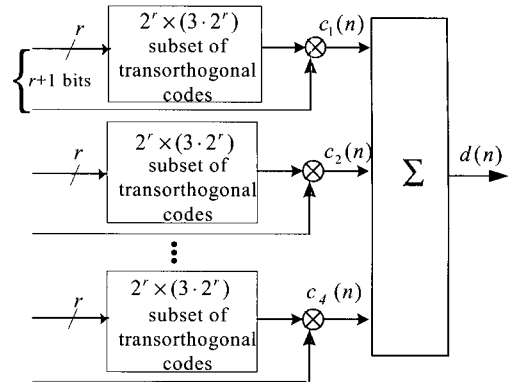 r
2^r × (3 · 2^r)
subset of
transorthogonal
codes
c₁(n)
{ r+1 bits
r
2^r × (3 · 2^r)
subset of
transorthogonal
codes
c₂(n)
Σ
d(n)
r
2^r × (3 · 2^r)
subset of
transorthogonal
codes
c₄(n)